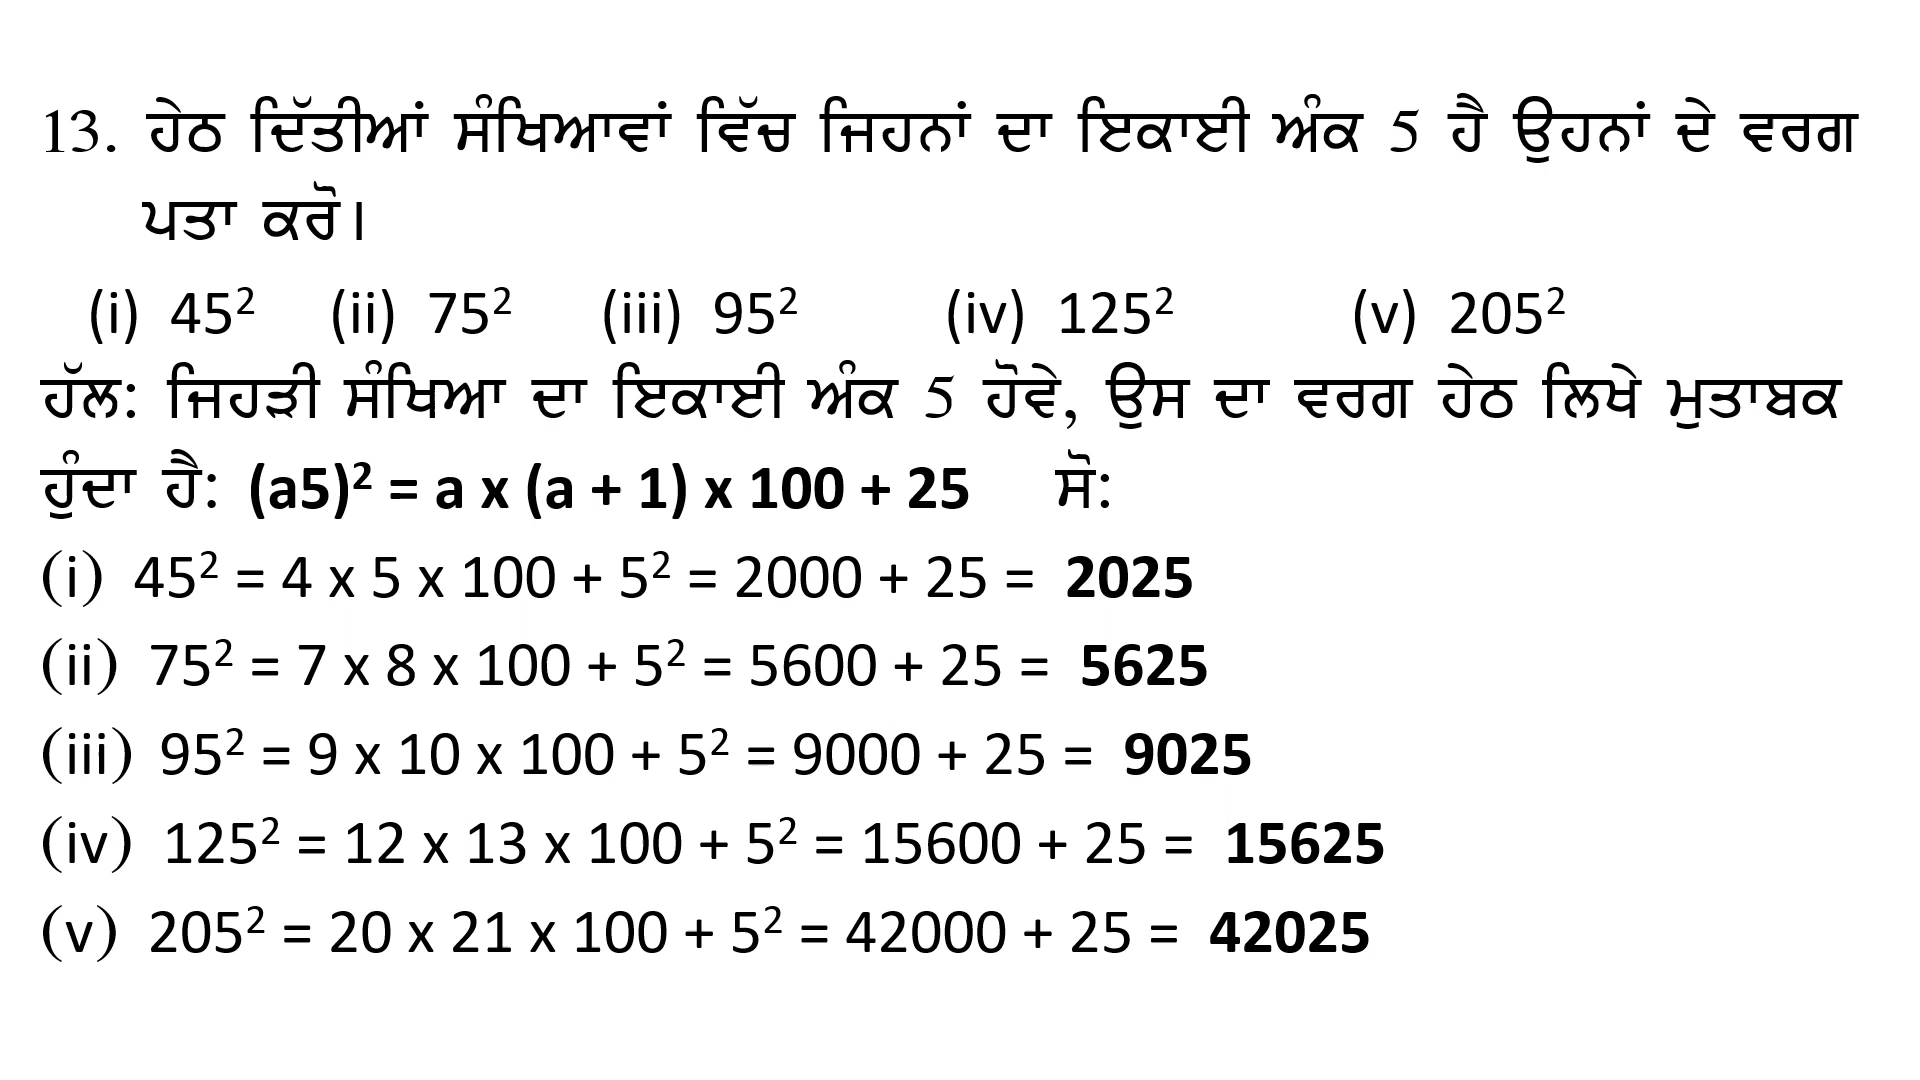 13. ਹੇਠ ਦਿੱਤੀਆਂ ਸੰਖਿਆਵਾਂ ਵਿੱਚ ਜਿਹਨਾਂ ਦਾ ਇਕਾਈ ਅੰਕ 5 ਹੈ ਉਹਨਾਂ ਦੇ ਵਰਗ
ਪਤਾ ਕਰੋ।
(i) 45² (ii) 75² (iii) 95² (iv) 125² (v) 205²
ਹੱਲ: ਜਿਹੜੀ ਸੰਖਿਆ ਦਾ ਇਕਾਈ ਅੰਕ 5 ਹੋਵੇ, ਉਸ ਦਾ ਵਰਗ ਹੇਠ ਲਿਖੇ ਮੁਤਾਬਕ
ਹੁੰਦਾ ਹੈ: (a5)² = a x (a + 1) x 100 + 25 ਸੋ:
(i) 45² = 4 x 5 x 100 + 5² = 2000 + 25 = 2025
(ii) 75² = 7 x 8 x 100 + 5² = 5600 + 25 = 5625
(iii) 95² = 9 x 10 x 100 + 5² = 9000 + 25 = 9025
(iv) 125² = 12 x 13 x 100 + 5² = 15600 + 25 = 15625
(v) 205² = 20 x 21 x 100 + 5² = 42000 + 25 = 42025